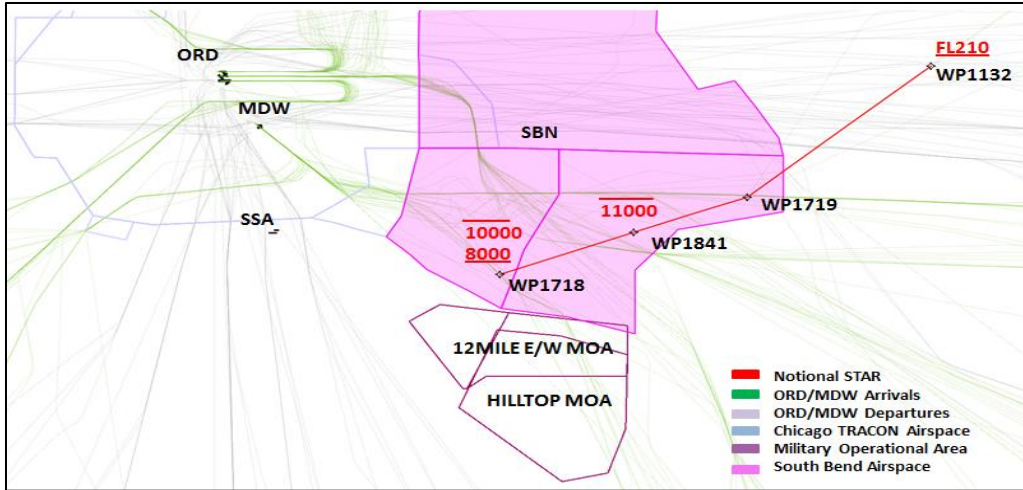 ORD
FL210
WP1132
MDW
SBN
WP1719
11000
SSA
10000
8000
WP1841
WP1718
12MILE E/W MOA
HILLTOP MOA
Notional STAR
ORD/MDW Arrivals
ORD/MDW Departures
Chicago TRACON Airspace
Military Operational Area
South Bend Airspace